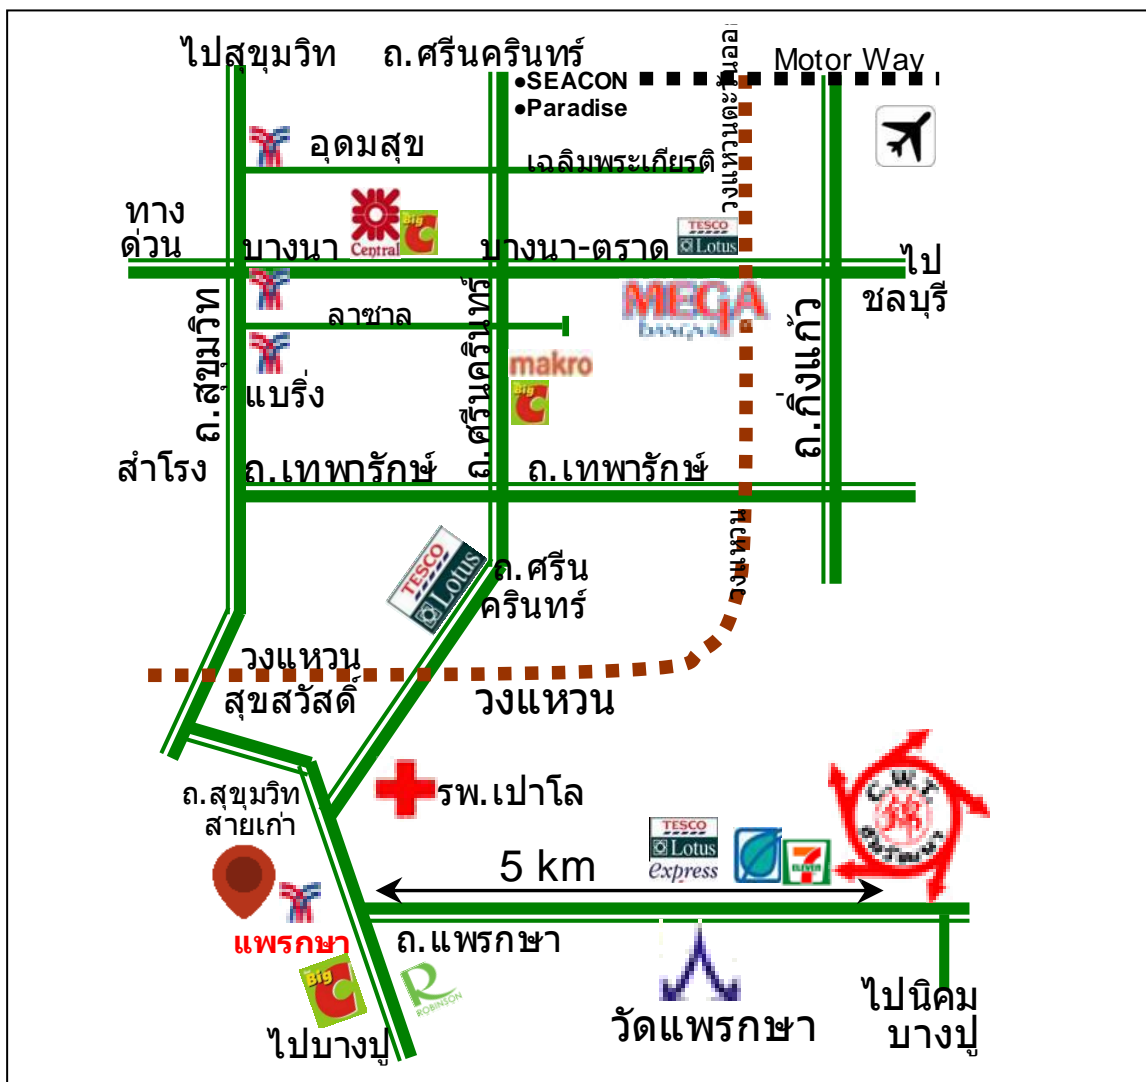 ไปสุขุมวิท
ถ.ศรีนครินทร์
Motor Way
•SEACON
•Paradise
อุดมสุข
เฉลิมพระเกียรติ
ทาง
ด่วน
Central
Big C
บางนา
บางนา-ตราด
TESCO
Lotus
ไป
ชลบุรี
MEGA
BANGNA
ถ.สุขุมวิท
ลาซาล
ถ.ศรีนครินทร์
ถ.กิ่งแก้ว
makro
Big C
แบริ่ง
สำโรง
ถ.เทพารักษ์
ถ.เทพารักษ์
วงแหวน
TESCO
Lotus
ถ.ศรีน
ครินทร์
วงแหวน
สุขสวัสดิ์
วงแหวน
ถ.สุขุมวิท
สายเก่า
รพ.เปาโล
C.W.T.
錦
TESCO
Lotus
express
7 ELEVEN
5 km
แพรกษา
ถ.แพรกษา
Big C
R
ROBINSON
วัดแพรกษา
ไปนิคม
บางปู
ไปบางปู